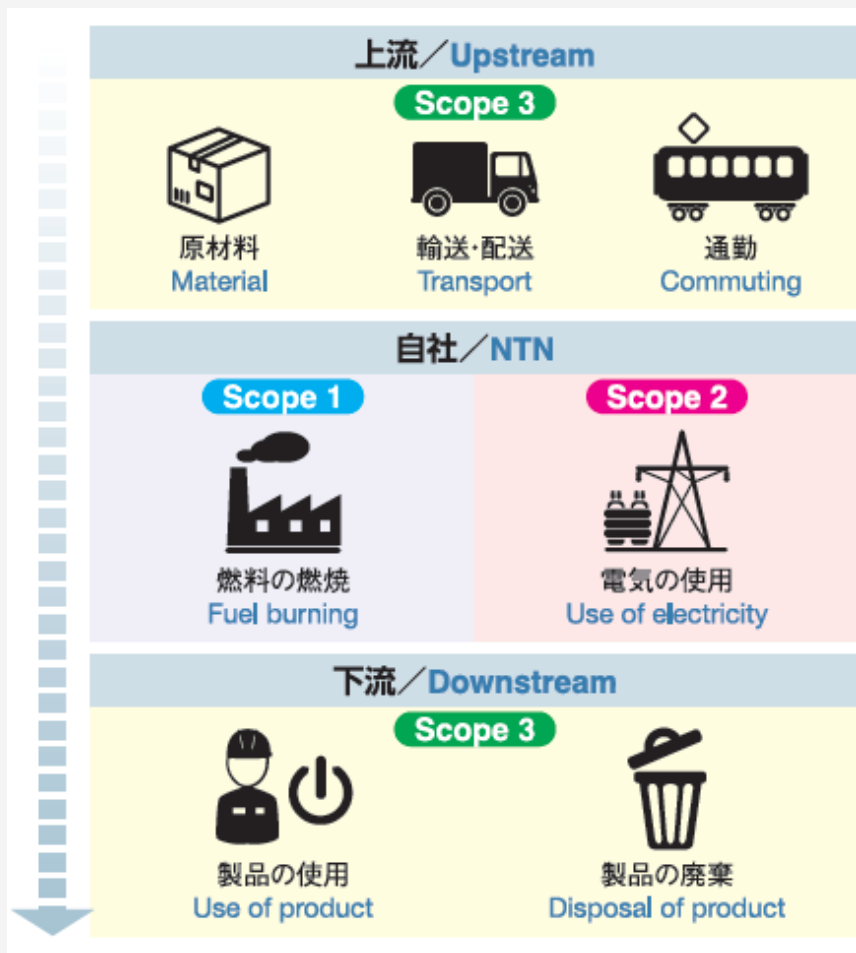 上流／Upstream
Scope 3
原材料
Material
輸送・配送
Transport
通勤
Commuting
自社／NTN
Scope 1
燃料の燃焼
Fuel burning
Scope 2
電気の使用
Use of electricity
下流／Downstream
Scope 3
製品の使用
Use of product
製品の廃棄
Disposal of product